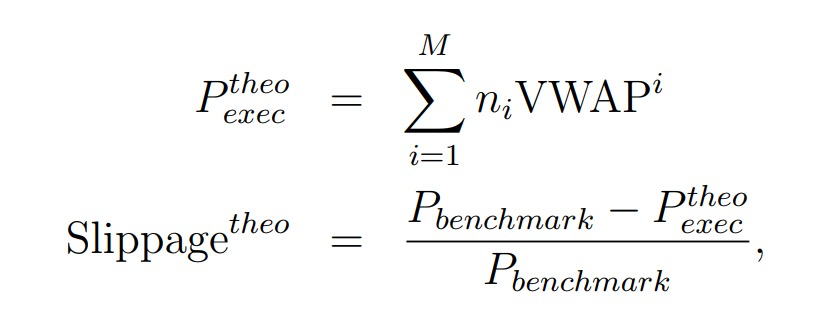 $P_{exec}^{theo} = \sum_{i=1}^{M} n_i \mathrm{VWAP}^i$
$\mathrm{Slippage}^{theo} = \frac{P_{benchmark} - P_{exec}^{theo}}{P_{benchmark}},$